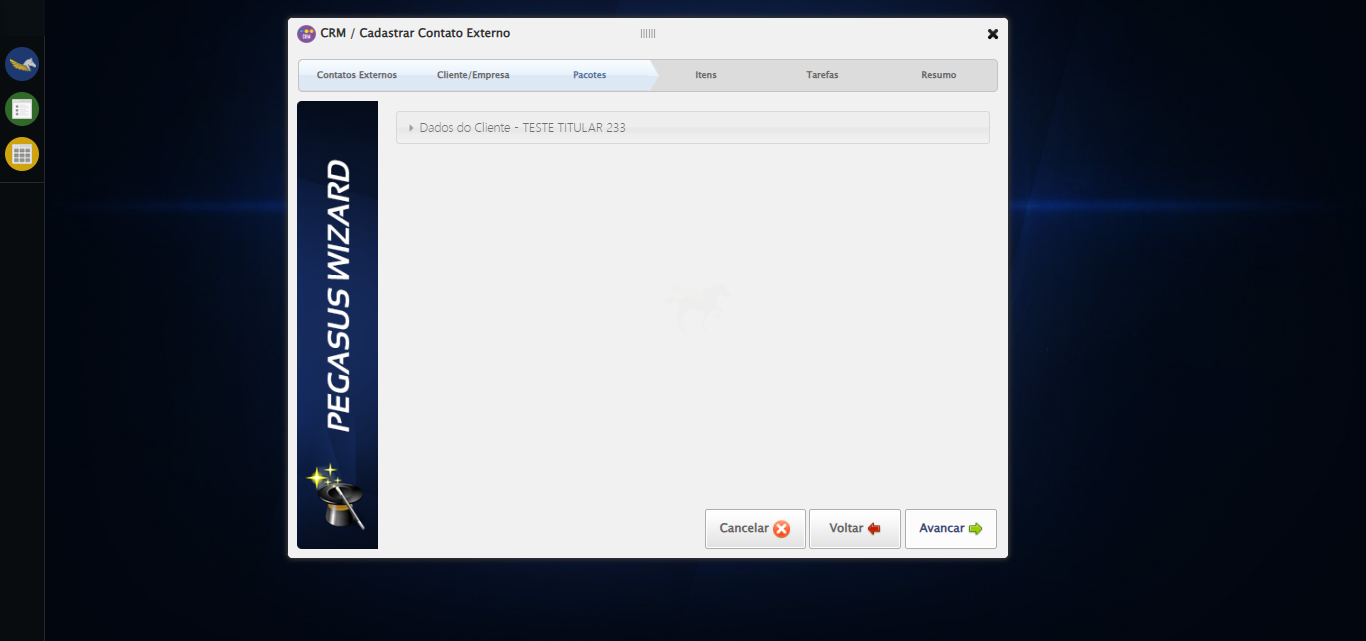 CRM / Cadastrar Contato Externo
Contatos Externos
Cliente/Empresa
Pacotes
Itens
Tarefas
Resumo
Dados do Cliente - TESTE TITULAR 233
PEGASUS WIZARD
Cancelar
Voltar
Avancar